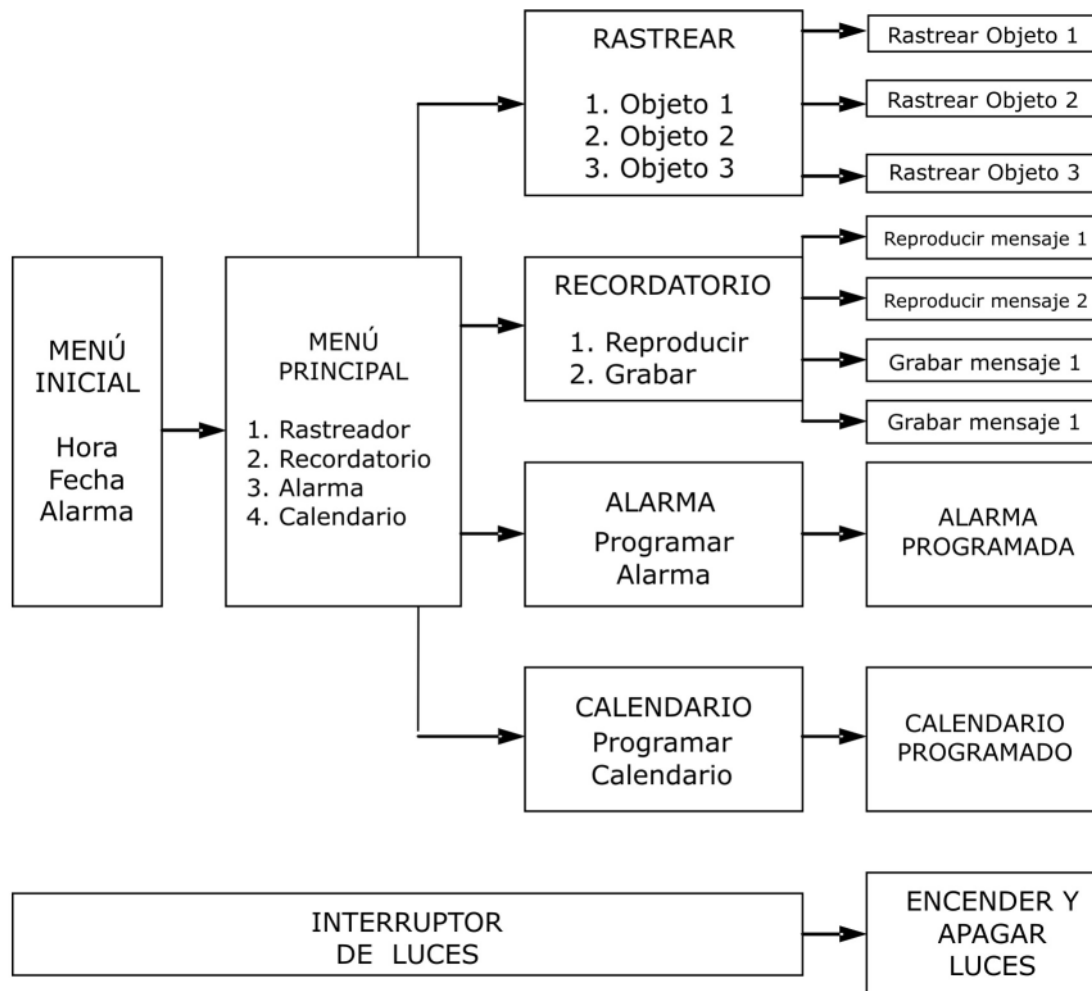 MENÚ
INICIAL
Hora
Fecha
Alarma
MENÚ
PRINCIPAL
1. Rastreador
2. Recordatorio
3. Alarma
4. Calendario
RASTREAR
1. Objeto 1
2. Objeto 2
3. Objeto 3
Rastrear Objeto 1
Rastrear Objeto 2
Rastrear Objeto 3
RECORDATORIO
1. Reproducir
2. Grabar
Reproducir mensaje 1
Reproducir mensaje 2
Grabar mensaje 1
Grabar mensaje 1
ALARMA
Programar
Alarma
ALARMA
PROGRAMADA
CALENDARIO
Programar
Calendario
CALENDARIO
PROGRAMADO
INTERRUPTOR
DE LUCES
ENCENDER Y
APAGAR
LUCES